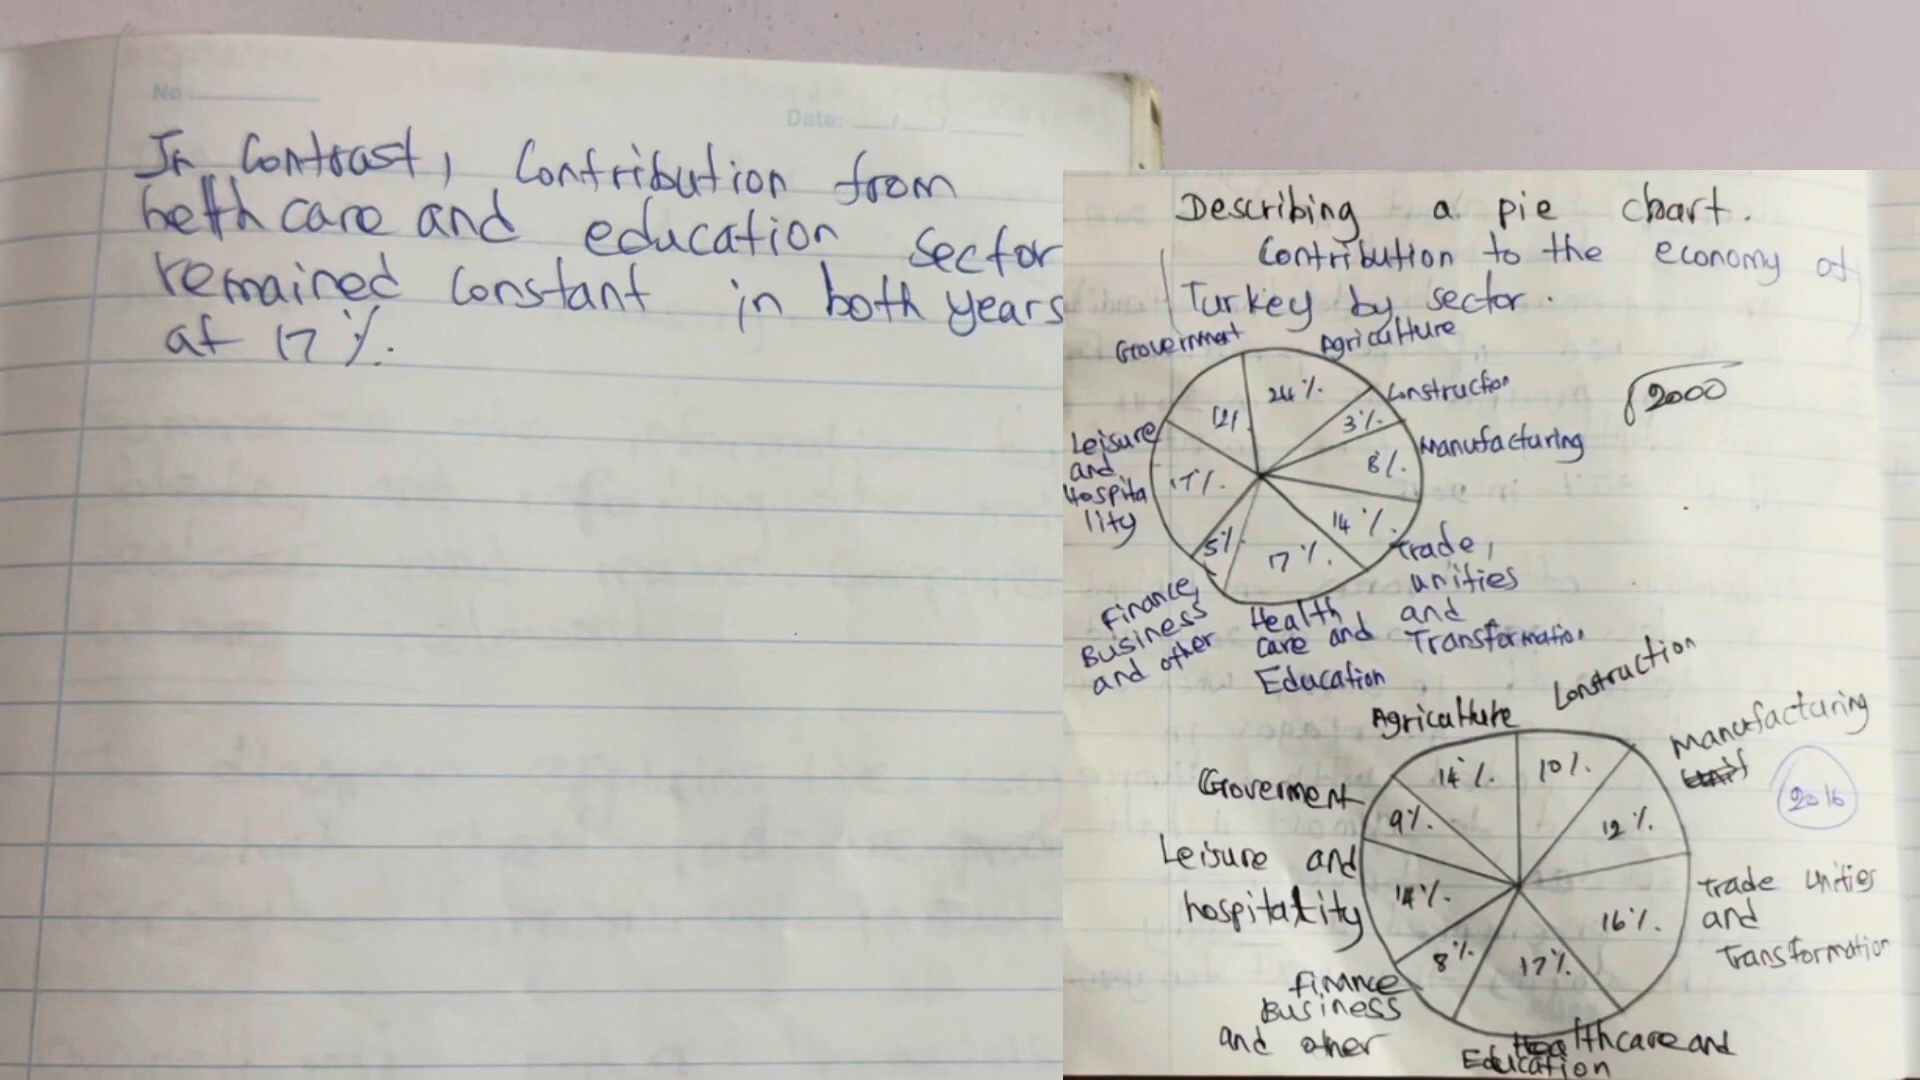 No
Date:
In Contrast, Contribution from
helth care and education sector
remained Constant in both years
at 17%.
Describing a pie chart.
Contribution to the economy of
Turkey by sector.
Government
Agriculture
Construction
Manufacturing
Trade,
unities
and
Transformation
Health
care and
Education
Finance,
Business
and other
Leisure
and
Hospita
lity
24%
3%
8%
14%
17%
5%
17%
12%
2000
Agriculture
Construction
Manufacturing
2016
Trade unities
and
Transformation
Healthcare and
Education
Finance
Business
and other
Leisure and
hospitality
Goverment
14%
10%
12%
16%
17%
8%
14%
9%